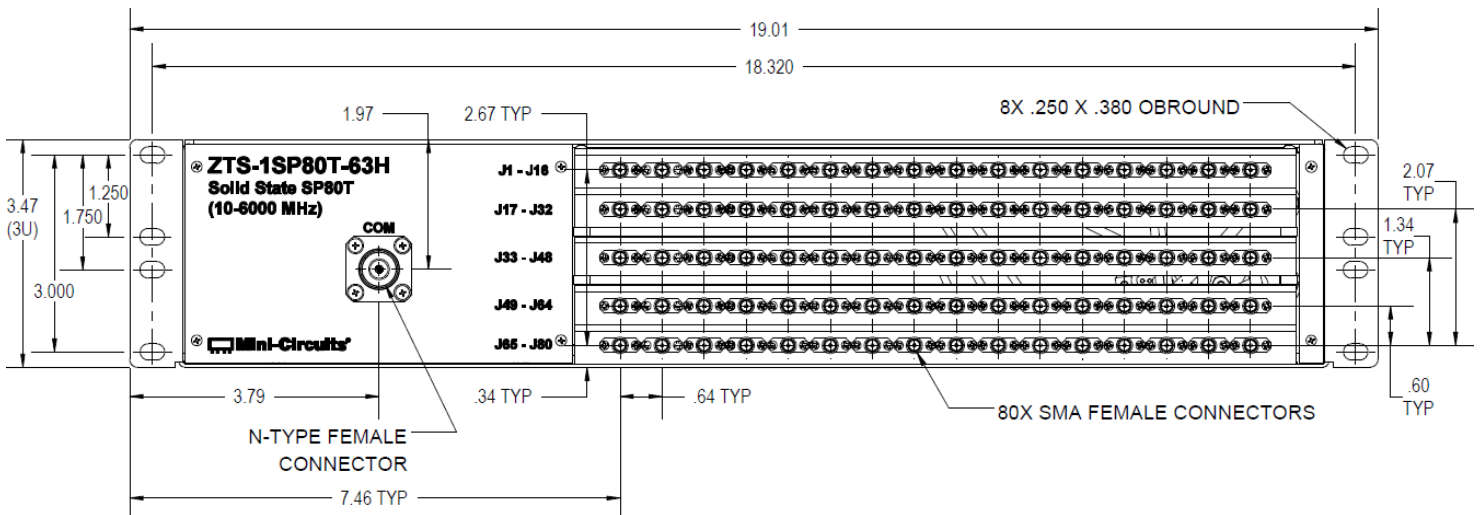 19.01
18.320
1.97
2.67 TYP
8X .250 X .380 OBROUND
ZTS-1SP80T-63H
Solid State SP80T
(10-6000 MHz)
COM
J1 - J16
J17 - J32
J33 - J48
J49 - J64
J65 - J80
Mini-Circuits®
3.47
(3U)
1.250
1.750
3.000
2.07
TYP
1.34
TYP
.60
TYP
3.79
.34 TYP
.64 TYP
80X SMA FEMALE CONNECTORS
N-TYPE FEMALE
CONNECTOR
7.46 TYP